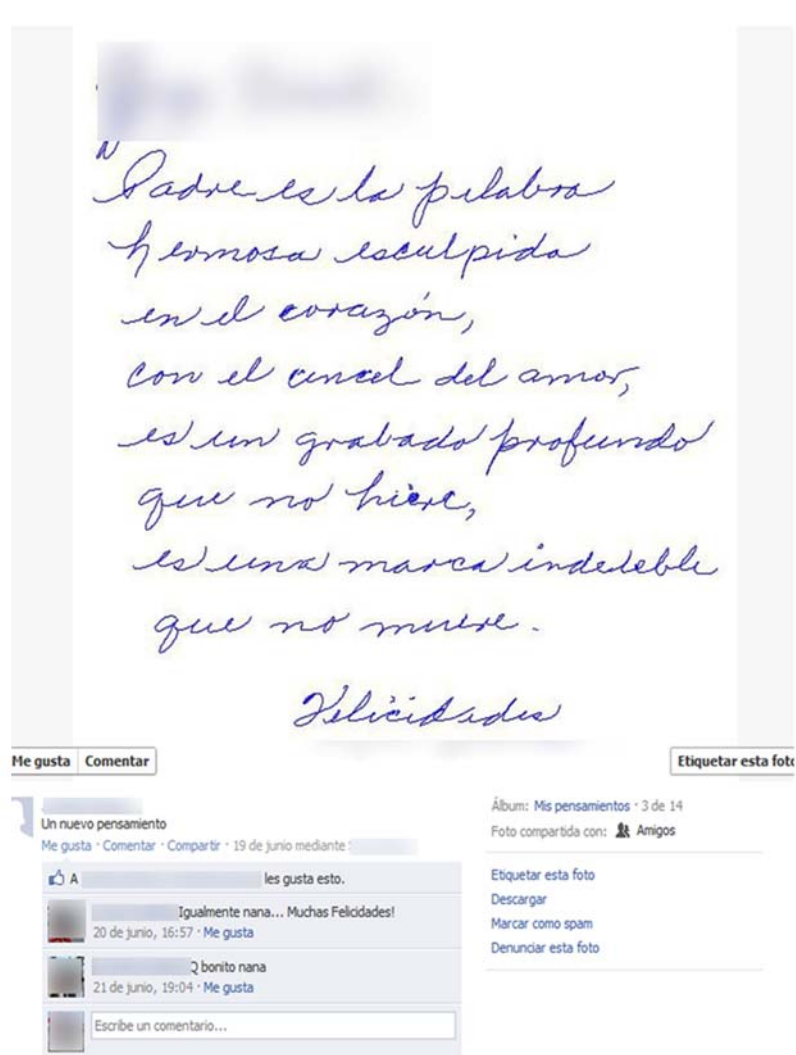 "Padre es la palabra
hermosa esculpida
en el corazón,
con el cincel del amor,
es un grabado profundo
que no hiere,
es una marca indeleble
que no muere.
Felicidades
Me gusta Comentar
Etiquetar esta foto
Un nuevo pensamiento
Me gusta · Comentar · Compartir · 19 de junio mediante
A les gusta esto.
Igualmente nana... Muchas Felicidades!
20 de junio, 16:57 · Me gusta
Q bonito nana
21 de junio, 19:04 · Me gusta
Escribe un comentario...
Álbum: Mis pensamientos · 3 de 14
Foto compartida con: Amigos
Etiquetar esta foto
Descargar
Marcar como spam
Denunciar esta foto